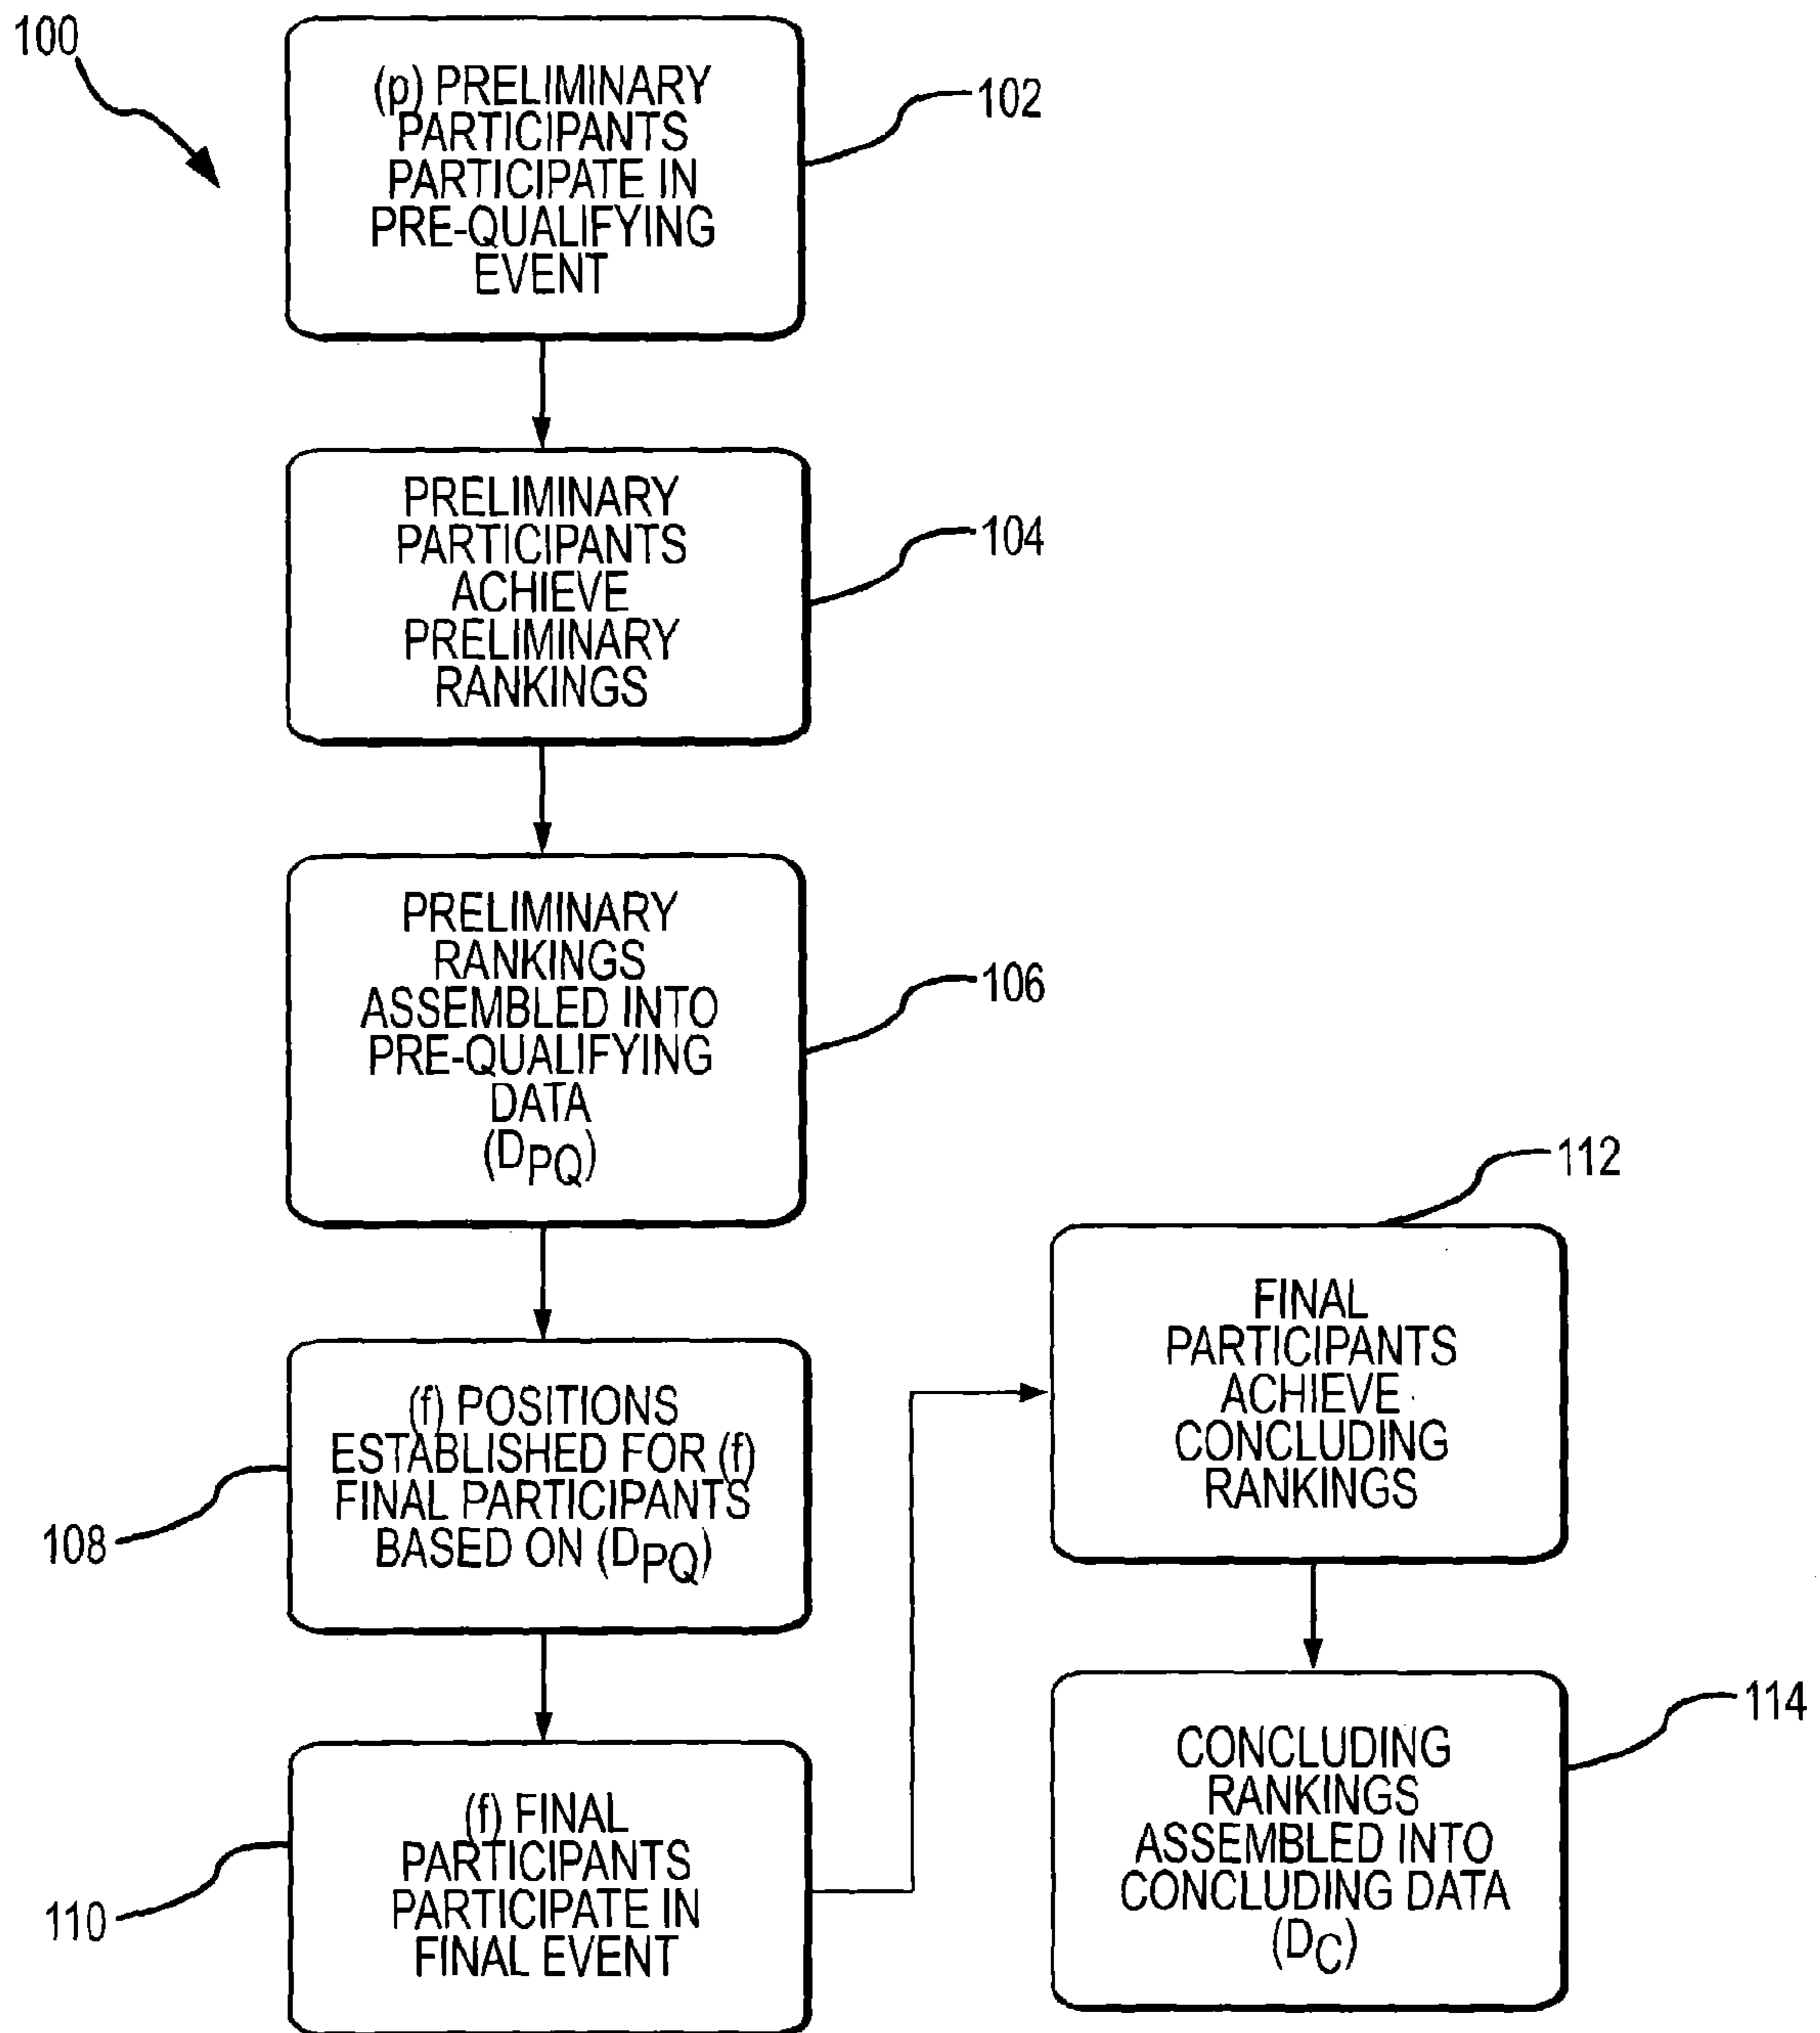 100
(p) PRELIMINARY
PARTICIPANTS
PARTICIPATE IN
PRE-QUALIFYING
EVENT
102
PRELIMINARY
PARTICIPANTS
ACHIEVE
PRELIMINARY
RANKINGS
104
PRELIMINARY
RANKINGS
ASSEMBLED INTO
PRE-QUALIFYING
DATA
(DPQ)
106
(f) POSITIONS
ESTABLISHED FOR (f)
FINAL PARTICIPANTS
BASED ON (DPQ)
108
(f) FINAL
PARTICIPANTS
PARTICIPATE IN
FINAL EVENT
110
112
FINAL
PARTICIPANTS
ACHIEVE
CONCLUDING
RANKINGS
CONCLUDING
RANKINGS
ASSEMBLED INTO
CONCLUDING DATA
(DC)
114